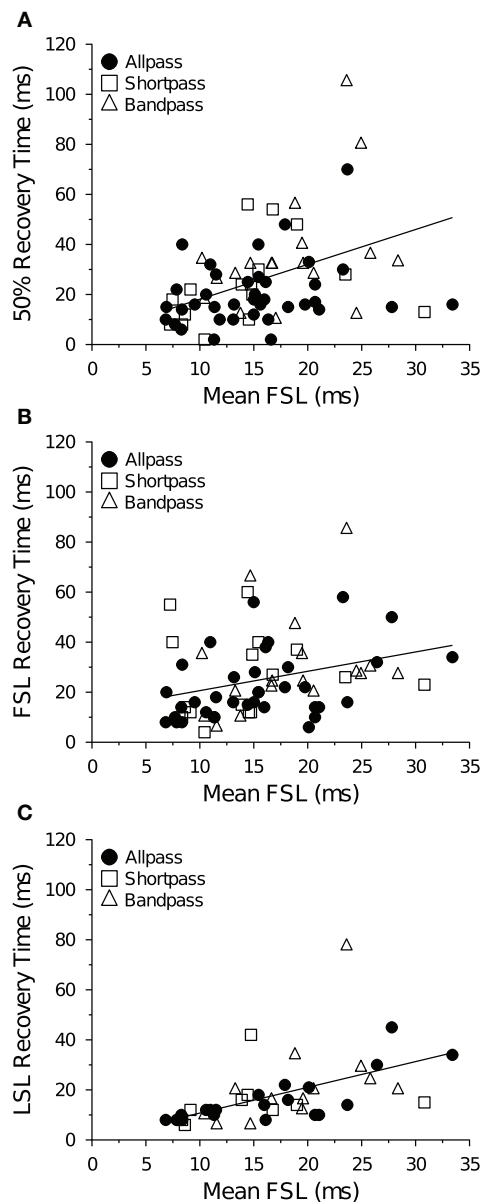 A
120
100
80
60
40
20
0
50% Recovery Time (ms)
Allpass
Shortpass
Bandpass
0 5 10 15 20 25 30 35
Mean FSL (ms)
B
120
100
80
60
40
20
0
FSL Recovery Time (ms)
Allpass
Shortpass
Bandpass
0 5 10 15 20 25 30 35
Mean FSL (ms)
C
120
100
80
60
40
20
0
LSL Recovery Time (ms)
Allpass
Shortpass
Bandpass
0 5 10 15 20 25 30 35
Mean FSL (ms)